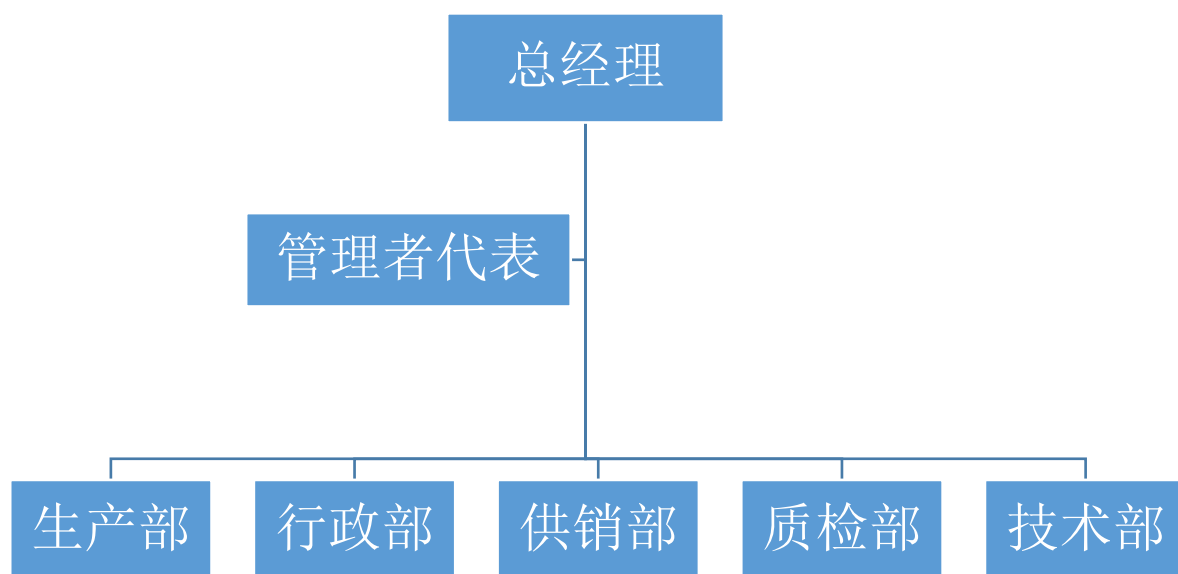 总经理
管理者代表
生产部
行政部
供销部
质检部
技术部